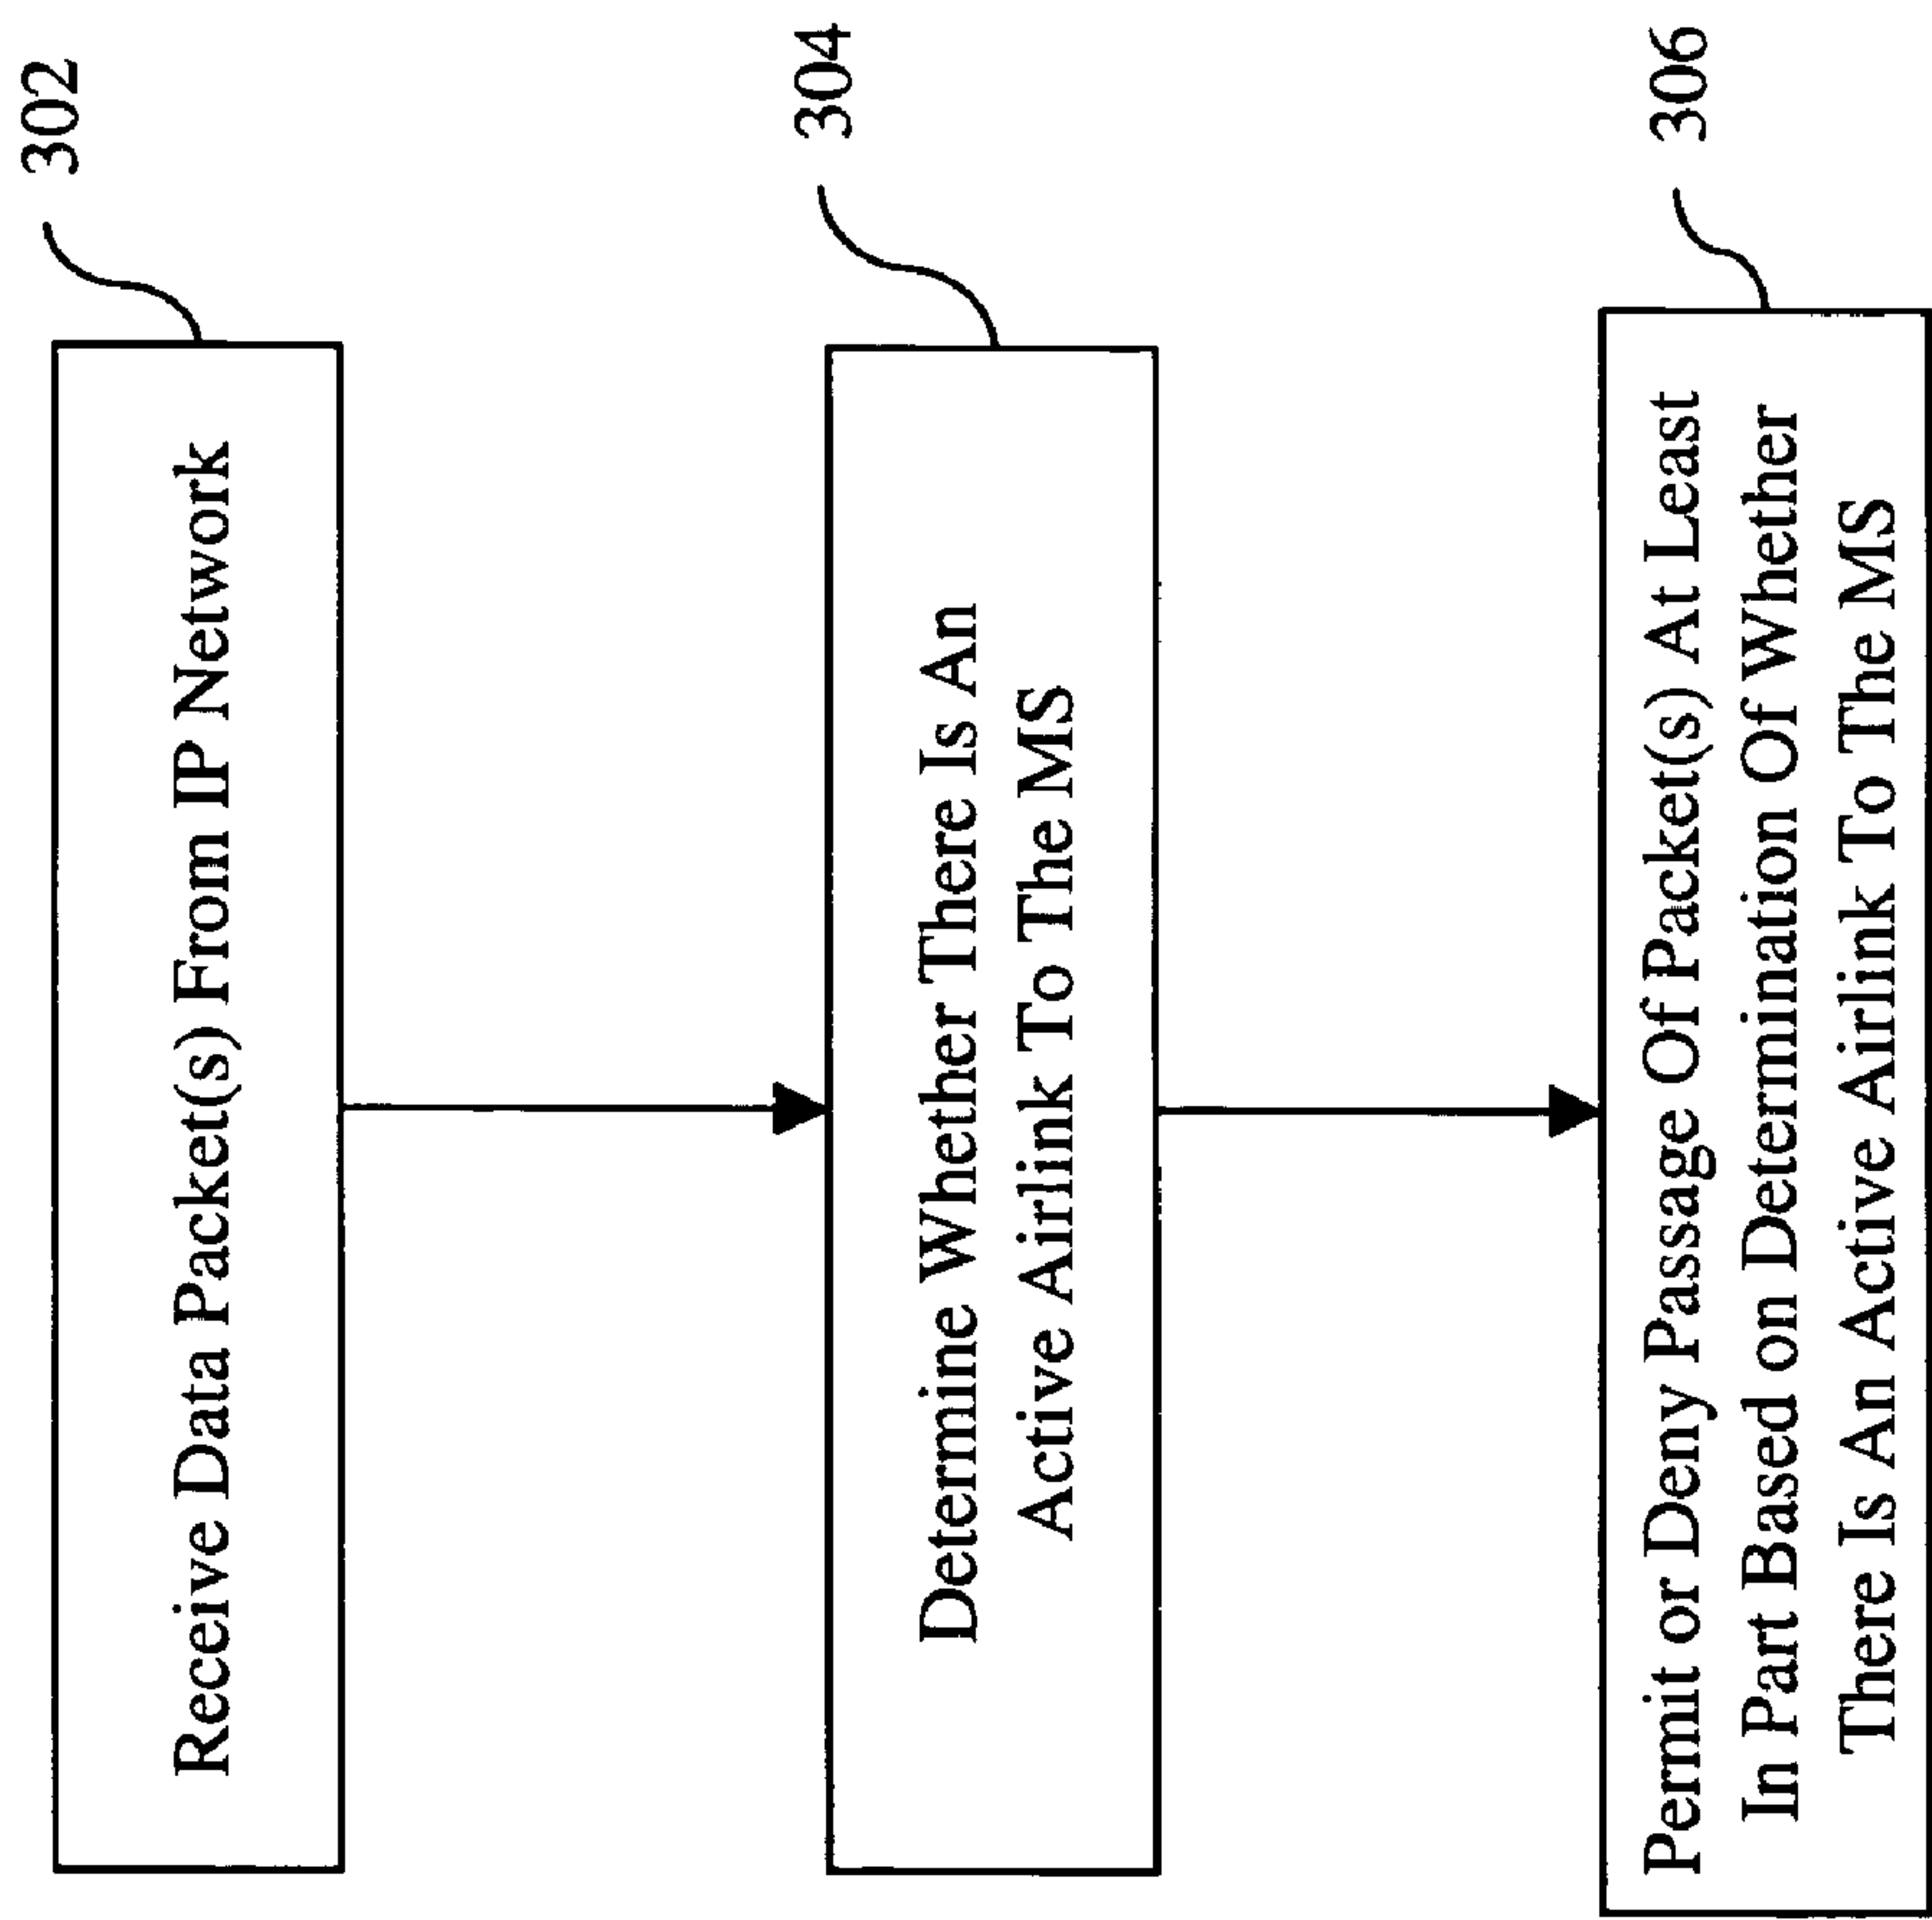 302
Receive Data Packet(s) From IP Network
304
Determine Whether There Is An
Active Airlink To The MS
306
Permit or Deny Passage Of Packet(s) At Least
In Part Based on Determination Of Whether
There Is An Active Airlink To The MS